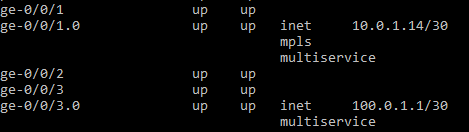 ge-0/0/1 up up
ge-0/0/1.0 up up inet 10.0.1.14/30
mpls
multiservice
ge-0/0/2 up up
ge-0/0/3 up up
ge-0/0/3.0 up up inet 100.0.1.1/30
multiservice